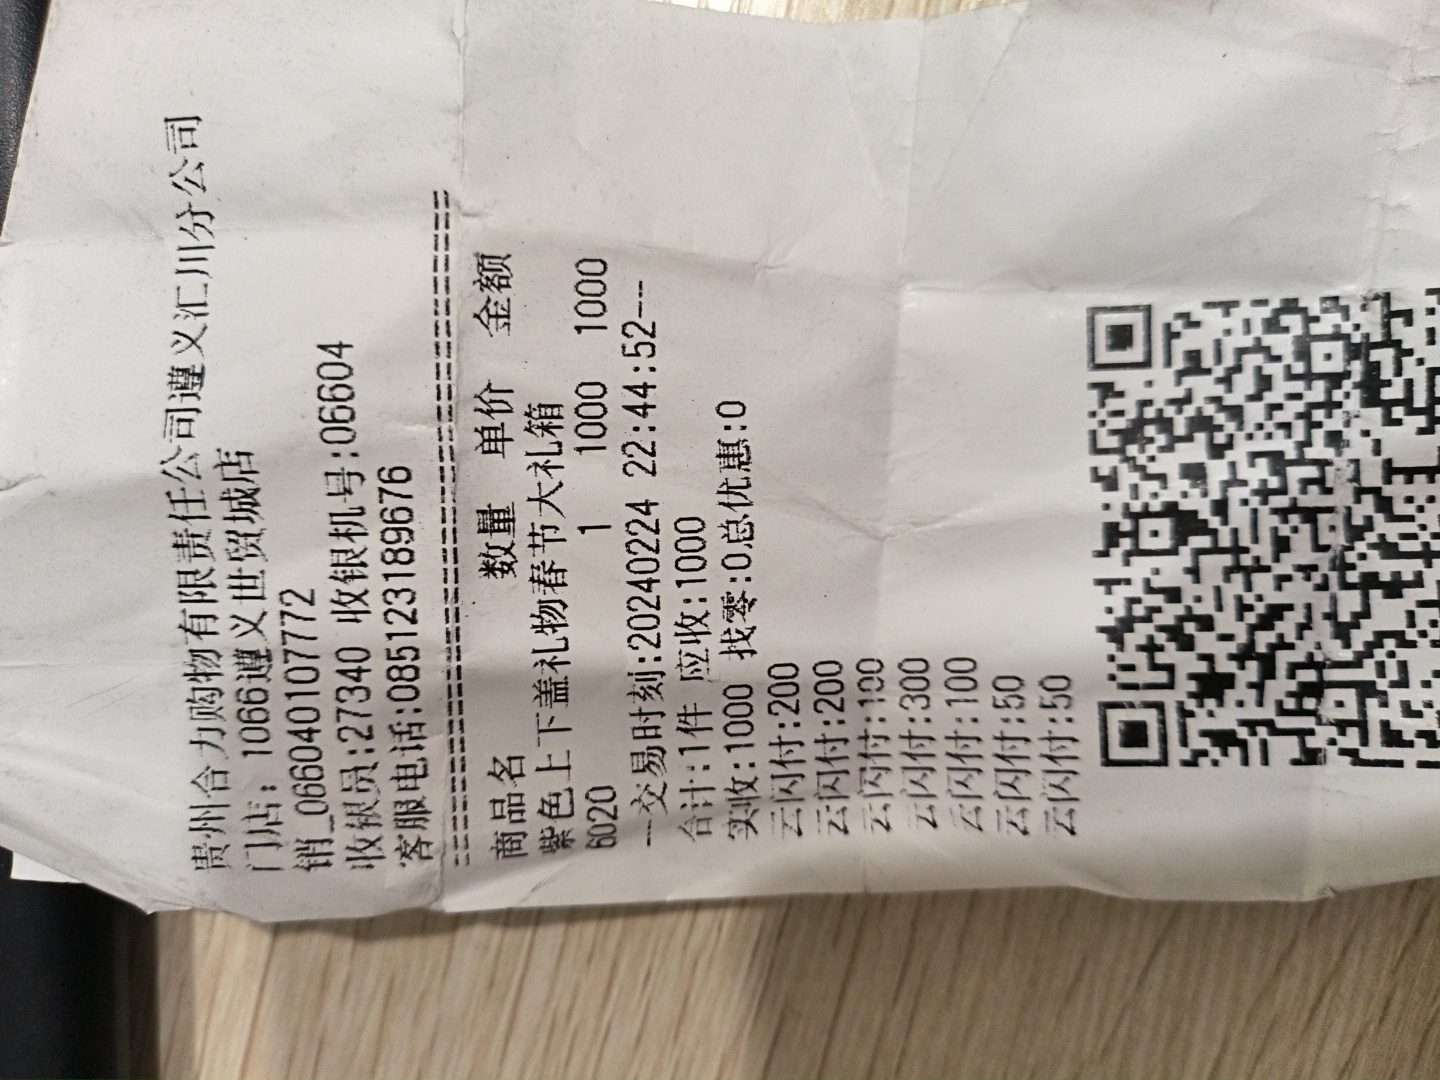 贵州合力购物有限责任公司遵义汇川分公司
门店: 1066遵义世贸城店
销_066040107772
收银员:27340 收银机号:06604
客服电话:085123189676
商品名 数量 单价 金额
紫色上下盖礼物春节大礼箱
6020 1 1000 1000
—交易时刻:20240224 22:44:52——
合计:1件 应收:1000
实收:1000 找零:0总优惠:0
云闪付:200
云闪付:200
云闪付:100
云闪付:300
云闪付:100
云闪付:50
云闪付:50